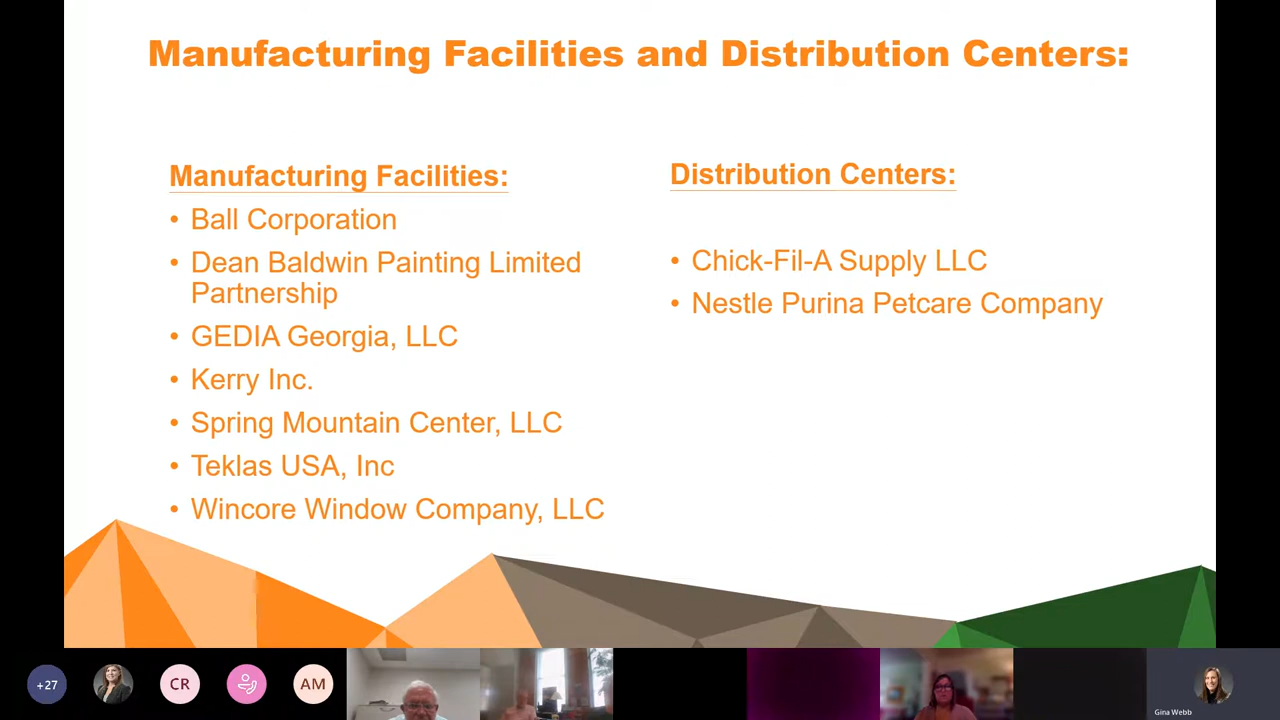 Manufacturing Facilities and Distribution Centers:
Manufacturing Facilities:
• Ball Corporation
• Dean Baldwin Painting Limited
Partnership
• GEDIA Georgia, LLC
• Kerry Inc.
• Spring Mountain Center, LLC
• Teklas USA, Inc
• Wincore Window Company, LLC
Distribution Centers:
• Chick-Fil-A Supply LLC
• Nestle Purina Petcare Company
+27
CR
AM
Gina Webb